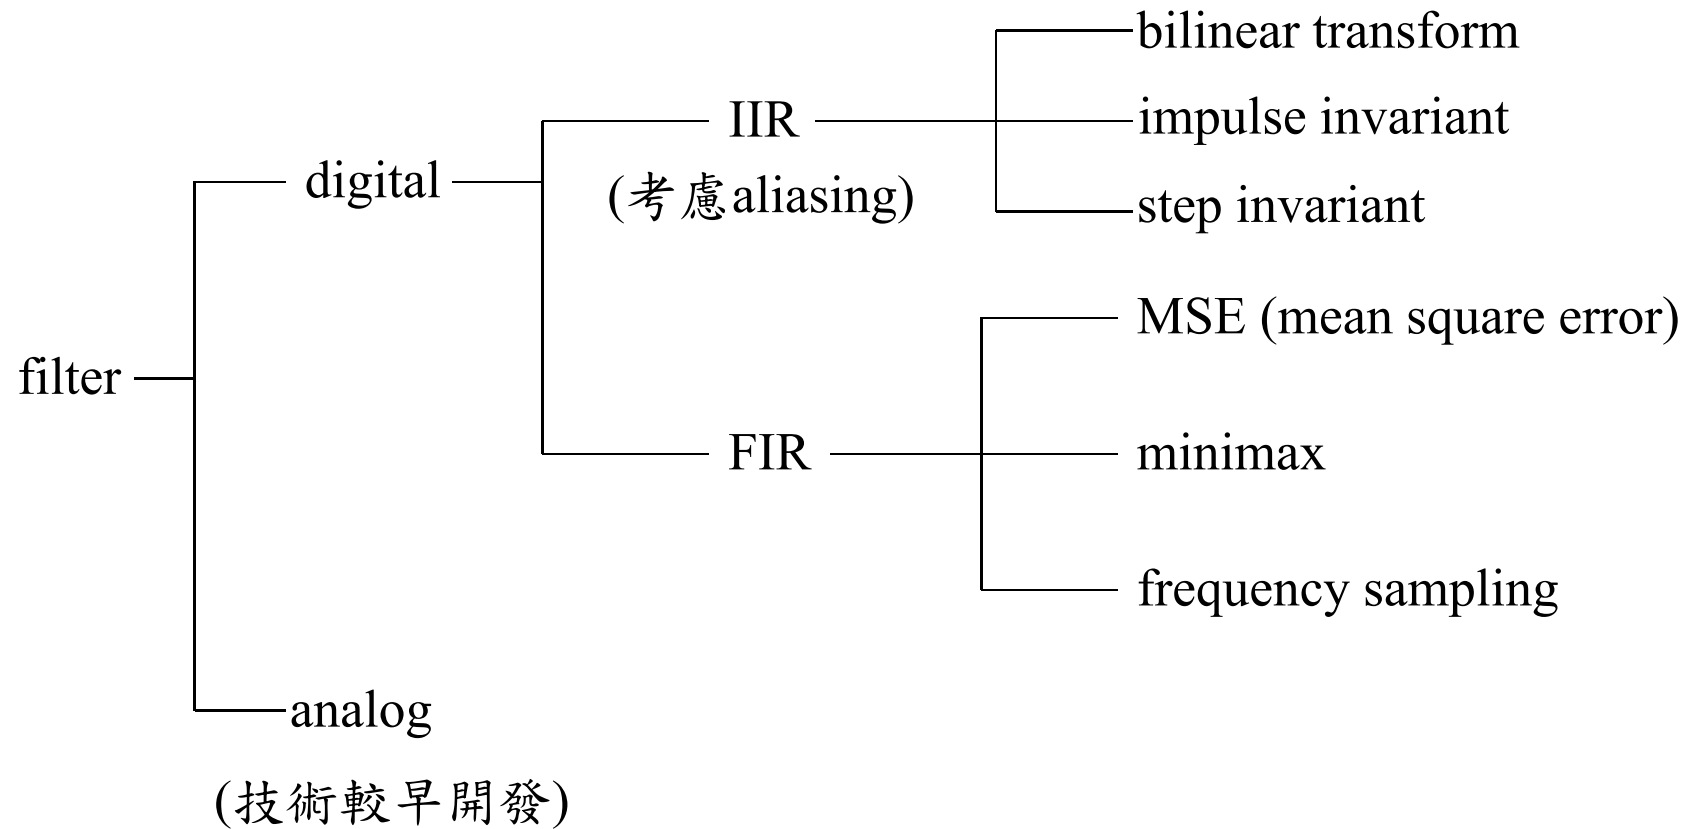 bilinear transform
IIR
impulse invariant
digital
(考慮aliasing)
step invariant
MSE (mean square error)
filter
FIR
minimax
frequency sampling
analog
(技術較早開發)